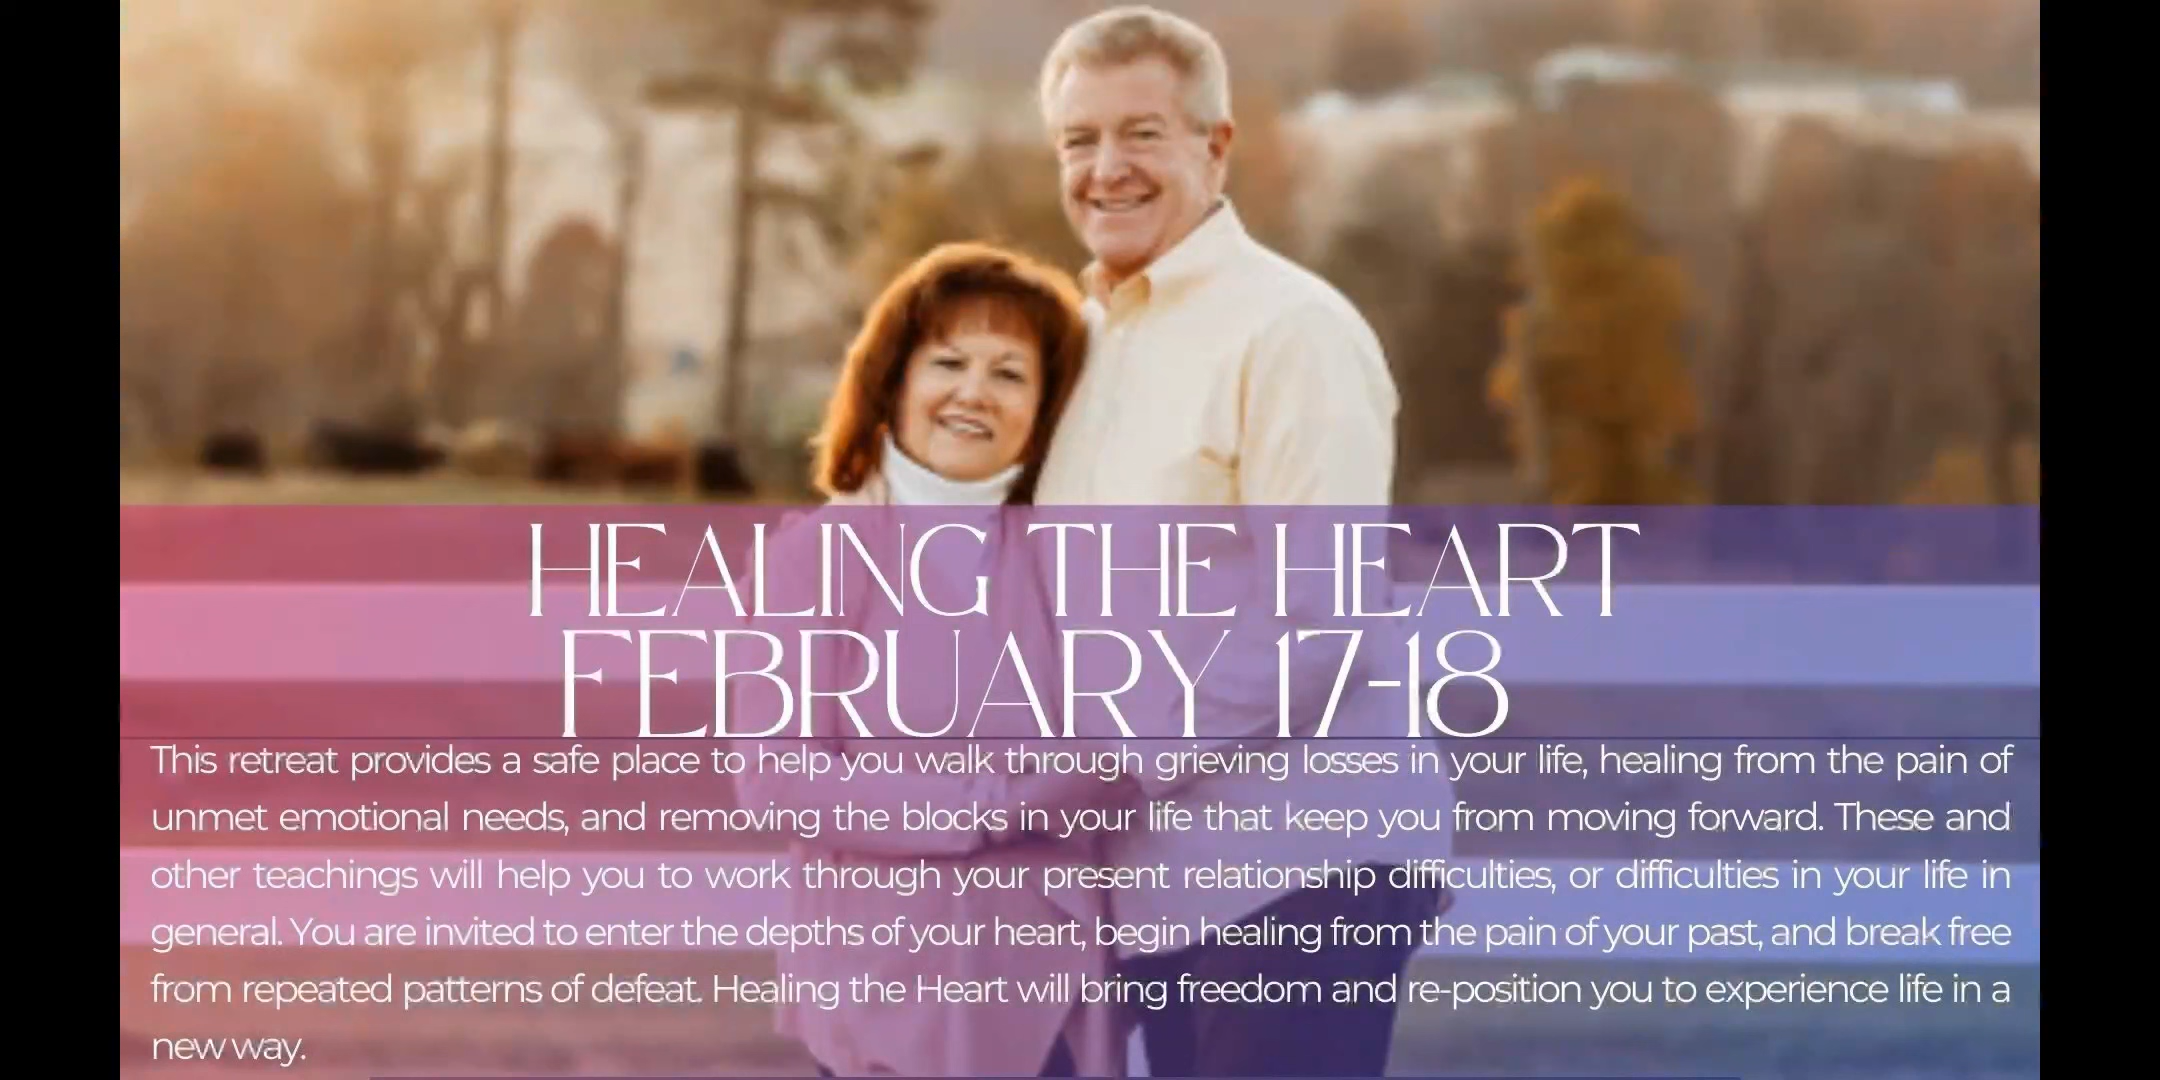 HEALING THE HEART
FEBRUARY 17-18
This retreat provides a safe place to help you walk through grieving losses in your life, healing from the pain of
unmet emotional needs, and removing the blocks in your life that keep you from moving forward. These and
other teachings will help you to work through your present relationship difficulties, or difficulties in your life in
general. You are invited to enter the depths of your heart, begin healing from the pain of your past, and break free
from repeated patterns of defeat. Healing the Heart will bring freedom and re-position you to experience life in a
new way.